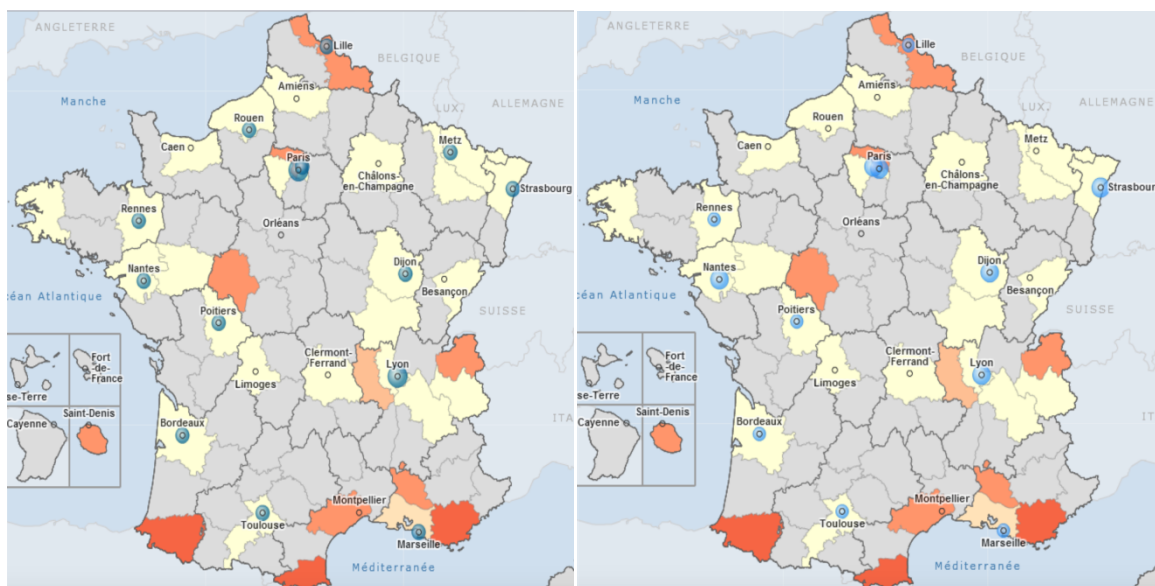 ANGLETERRE
Lille
BELGIQUE
Amiens
Manche
LUX.
ALLEMAGNE
Rouen
Caen
Metz
Paris
Châlons-
en-Champagne
Strasbourg
Rennes
Orléans
Nantes
Dijon
Besançon
céan Atlantique
SUISSE
Poitiers
Clermont-
Ferrand
Lyon
Limoges
Fort
-de-
France
se-Terre
ITA
Cayenne
Saint-Denis
Bordeaux
Montpellier
Toulouse
Marseille
Méditerranée
ANGLETERRE
Lille
BELGIQUE
Amiens
Manche
LUX.
ALLEMAGNE
Rouen
Caen
Metz
Paris
Châlons-
en-Champagne
Strasbourg
Rennes
Orléans
Nantes
Dijon
Besançon
céan Atlantique
SUISSE
Poitiers
Clermont-
Ferrand
Lyon
Limoges
Fort
-de-
France
se-Terre
IT
Cayenne
Saint-Denis
Bordeaux
Montpellier
Toulouse
Marseille
Méditerranée